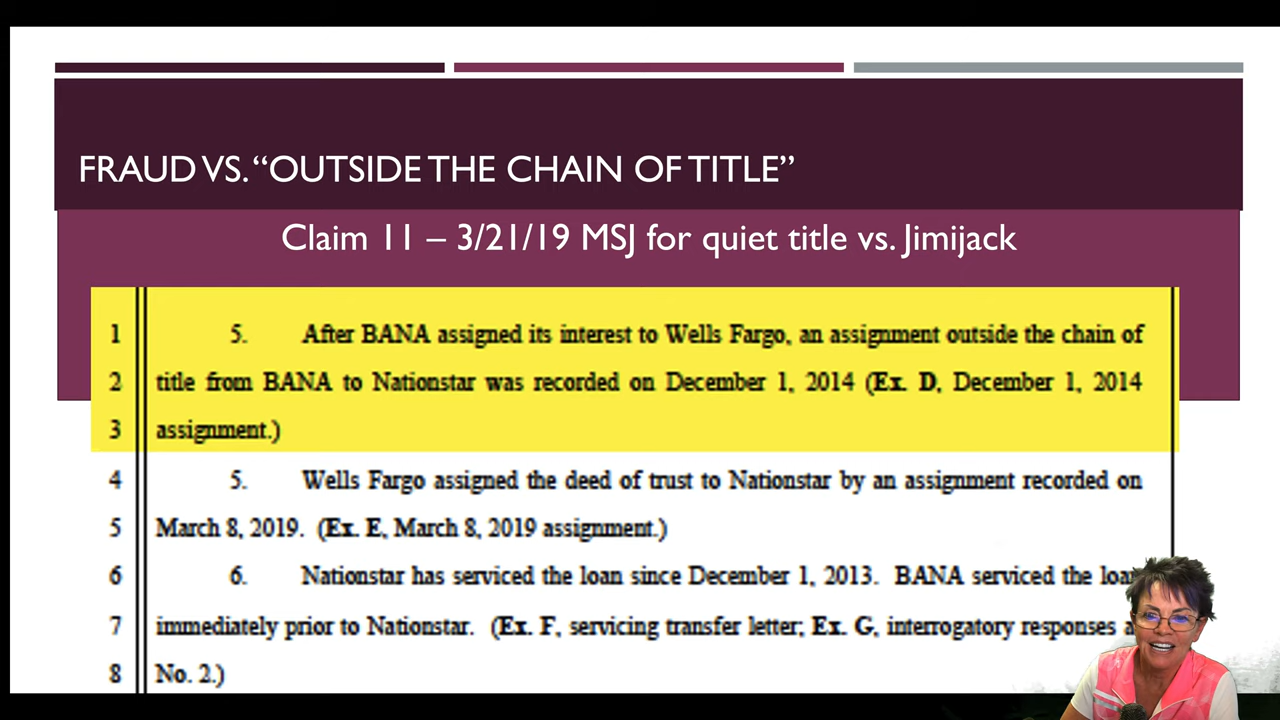 FRAUD VS. “OUTSIDE THE CHAIN OF TITLE”
Claim 11 – 3/21/19 MSJ for quiet title vs. Jimijack
1 5. After BANA assigned its interest to Wells Fargo, an assignment outside the chain of
2 title from BANA to Nationstar was recorded on December 1, 2014 (Ex. D, December 1, 2014
3 assignment.)
4 5. Wells Fargo assigned the deed of trust to Nationstar by an assignment recorded on
5 March 8, 2019. (Ex. E, March 8, 2019 assignment.)
6 6. Nationstar has serviced the loan since December 1, 2013. BANA serviced the
7 immediately prior to Nationstar. (Ex. F, servicing transfer letter; Ex. G, interrogatory responses
8 No. 2.)